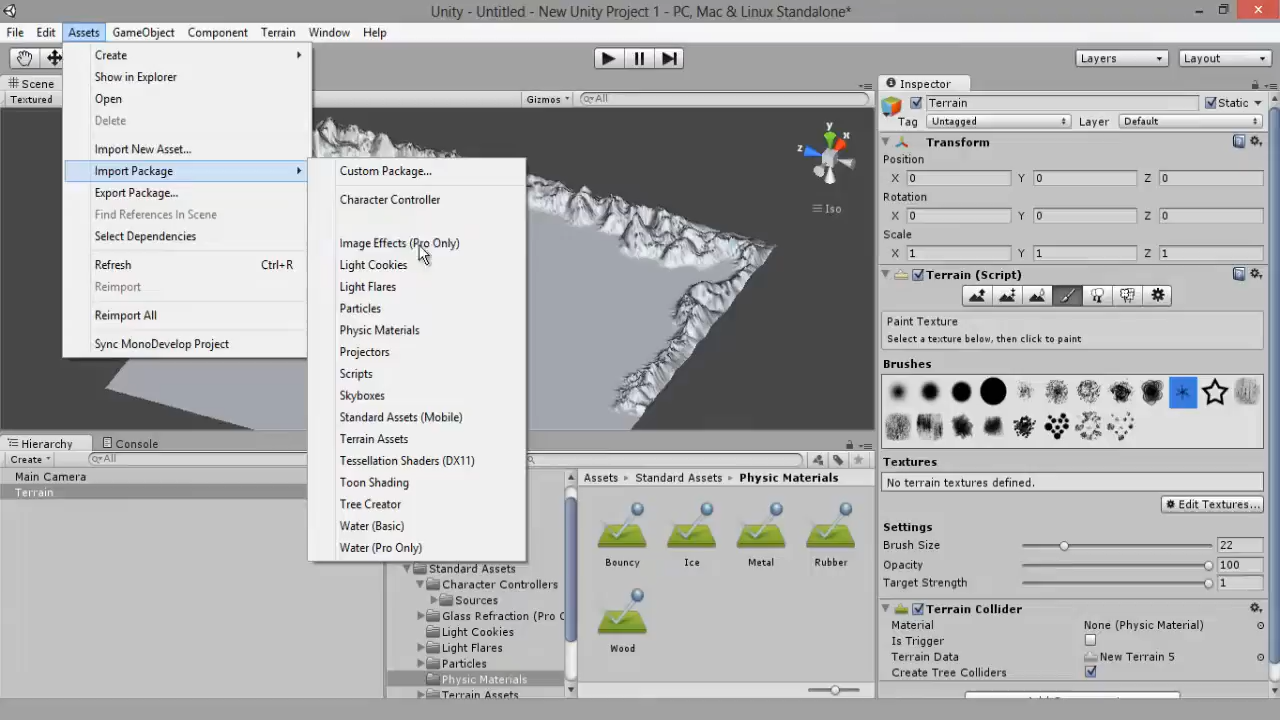 Unity - Untitled - New Unity Project 1 - PC, Mac & Linux Standalone*
File Edit Assets GameObject Component Terrain Window Help
Layers Layout
Scene
Textured
Gizmos
All
Create
Show in Explorer
Open
Delete
Import New Asset...
Import Package
Export Package...
Find References In Scene
Select Dependencies
Refresh Ctrl+R
Reimport
Reimport All
Sync MonoDevelop Project
Custom Package...
Character Controller
Image Effects (Pro Only)
Light Cookies
Light Flares
Particles
Physic Materials
Projectors
Scripts
Skyboxes
Standard Assets (Mobile)
Terrain Assets
Tessellation Shaders (DX11)
Toon Shading
Tree Creator
Water (Basic)
Water (Pro Only)
y
x
z
Iso
Hierarchy Console
Create All
Main Camera
Terrain
Standard Assets
Character Controllers
Sources
Glass Refraction (Pro
Light Cookies
Light Flares
Particles
Physic Materials
Terrain Assets
Assets Standard Assets Physic Materials
Bouncy Ice Metal Rubber
Wood
Inspector
Terrain Static
Tag Untagged Layer Default
Transform
Position
X 0 Y 0 Z 0
Rotation
X 0 Y 0 Z 0
Scale
X 1 Y 1 Z 1
Terrain (Script)
Paint Texture
Select a texture below, then click to paint
Brushes
Textures
No terrain textures defined.
Edit Textures...
Settings
Brush Size 22
Opacity 100
Target Strength 1
Terrain Collider
Material None (Physic Material)
Is Trigger
Terrain Data New Terrain 5
Create Tree Colliders